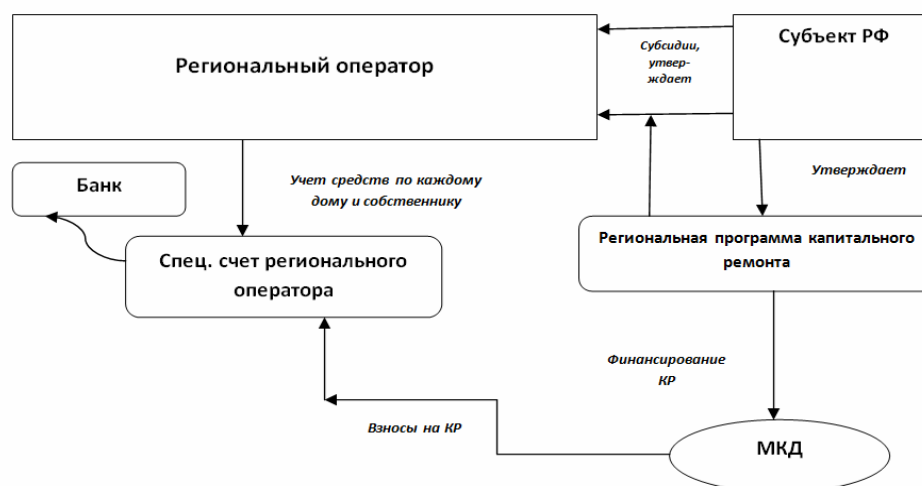 Региональный оператор
Субсидии,
утвер-
ждает
Субъект РФ
Банк
Учет средств по каждому
дому и собственнику
Утверждает
Спец. счет регионального
оператора
Региональная программа капитального
ремонта
Финансирование
КР
Взносы на КР
МКД